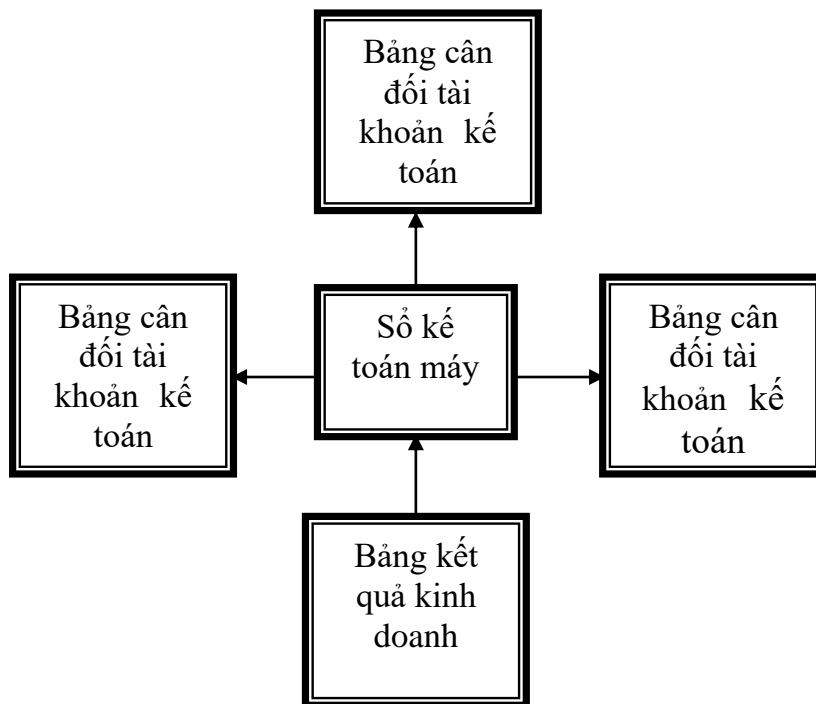 Bảng cân
đối tài
khoản kế
toán
Bảng cân
đối tài
khoản kế
toán
Sổ kế
toán máy
Bảng cân
đối tài
khoản kế
toán
Bảng kết
quả kinh
doanh